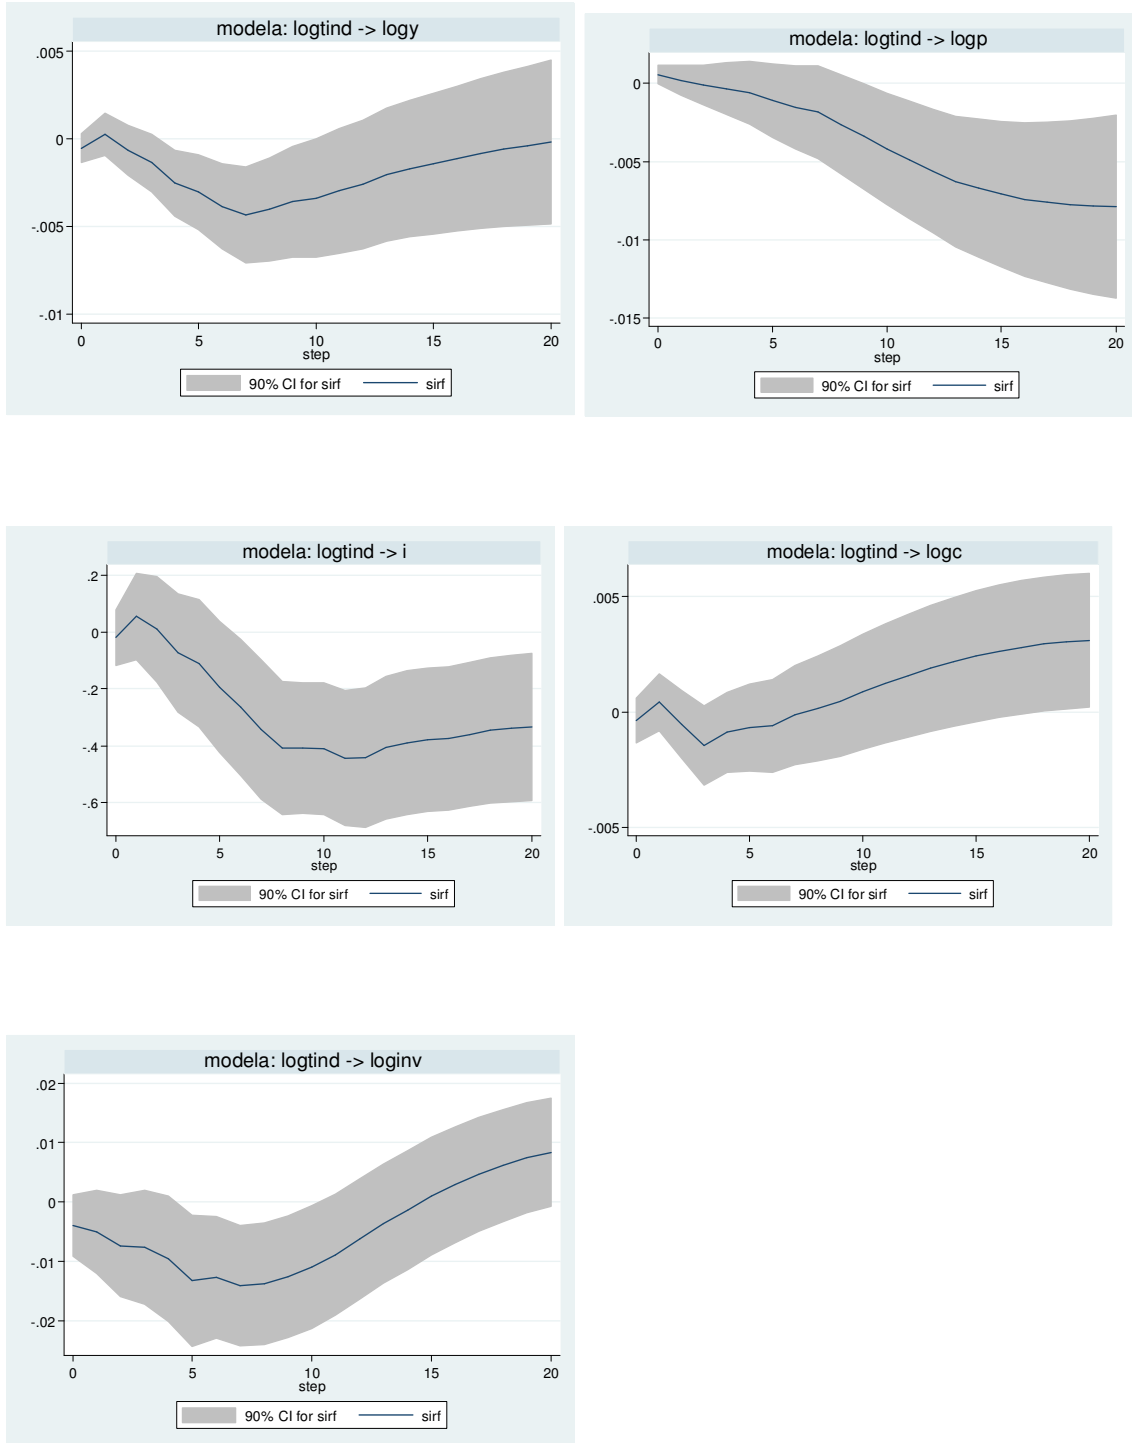 modela: logtind -> logy
.005
0
-.005
-.01
0 5 10 15 20
step
90% CI for sirf sirf
modela: logtind -> logp
0
-.005
-.01
-.015
0 5 10 15 20
step
90% CI for sirf sirf
modela: logtind -> i
.2
0
-.2
-.4
-.6
0 5 10 15 20
step
90% CI for sirf sirf
modela: logtind -> logc
.005
0
-.005
0 5 10 15 20
step
90% CI for sirf sirf
modela: logtind -> loginv
.02
.01
0
-.01
-.02
0 5 10 15 20
step
90% CI for sirf sirf